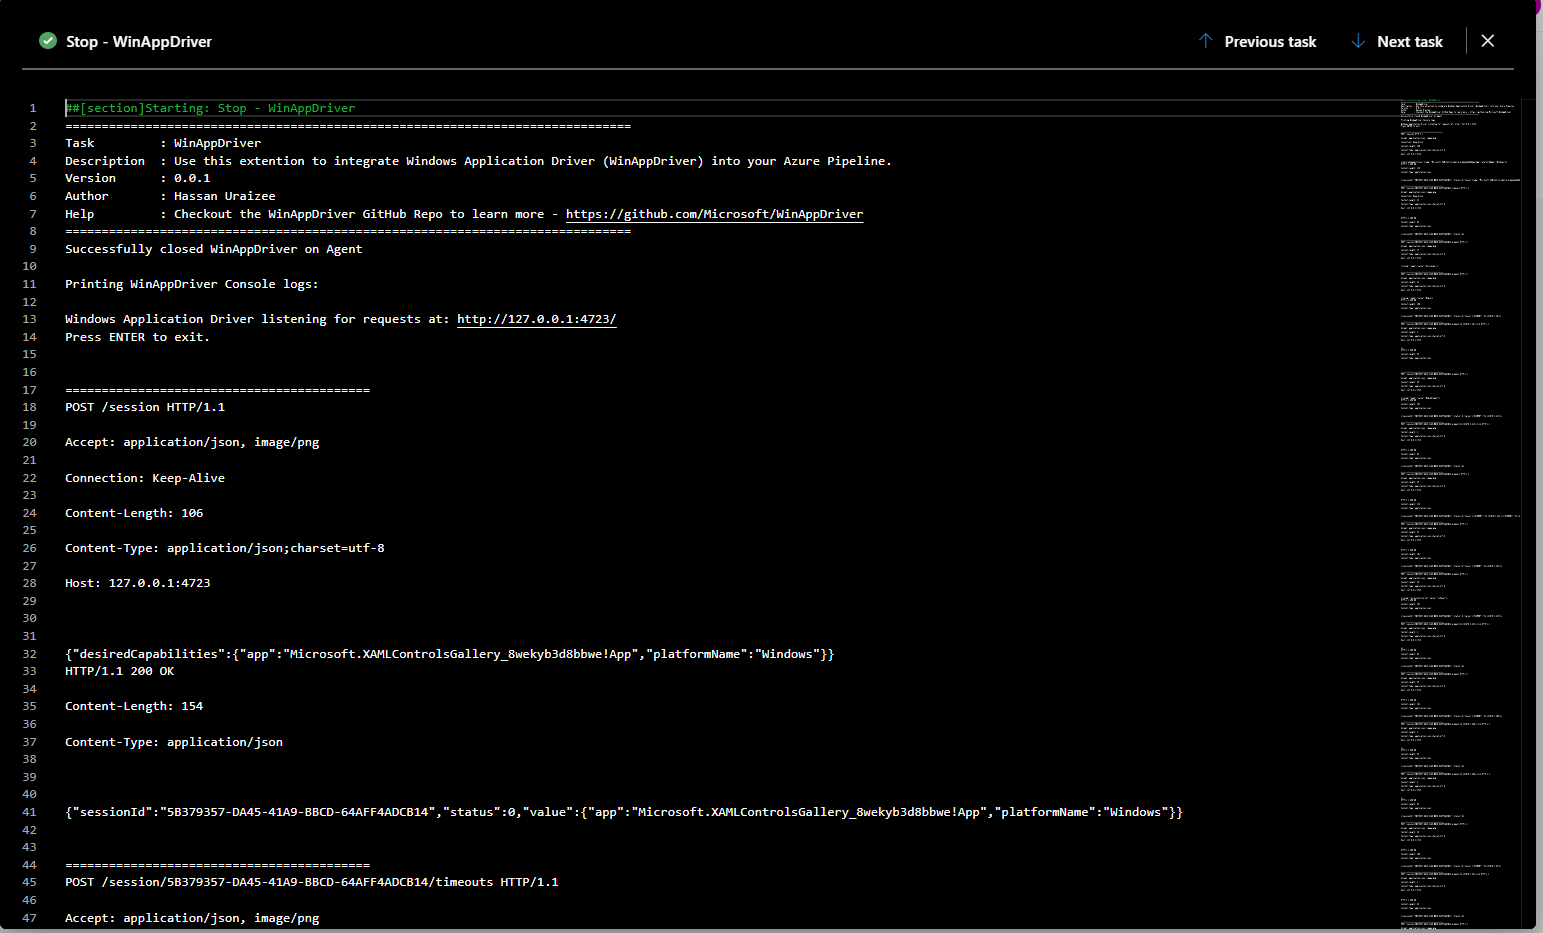 Stop - WinAppDriver
Previous task
Next task
1 ##[section]Starting: Stop - WinAppDriver
2 ==============================================================================
3 Task         : WinAppDriver
4 Description  : Use this extention to integrate Windows Application Driver (WinAppDriver) into your Azure Pipeline.
5 Version      : 0.0.1
6 Author       : Hassan Uraizee
7 Help         : Checkout the WinAppDriver GitHub Repo to learn more - https://github.com/Microsoft/WinAppDriver
8 ==============================================================================
9 Successfully closed WinAppDriver on Agent
10
11 Printing WinAppDriver Console logs:
12
13 Windows Application Driver listening for requests at: http://127.0.0.1:4723/
14 Press ENTER to exit.
15
16
17 ==========================================
18 POST /session HTTP/1.1
19
20 Accept: application/json, image/png
21
22 Connection: Keep-Alive
23
24 Content-Length: 106
25
26 Content-Type: application/json;charset=utf-8
27
28 Host: 127.0.0.1:4723
29
30
31
32 {"desiredCapabilities":{"app":"Microsoft.XAMLControlsGallery_8wekyb3d8bbwe!App","platformName":"Windows"}}
33 HTTP/1.1 200 OK
34
35 Content-Length: 154
36
37 Content-Type: application/json
38
39
40
41 {"sessionId":"5B379357-DA45-41A9-BBCD-64AFF4ADCB14","status":0,"value":{"app":"Microsoft.XAMLControlsGallery_8wekyb3d8bbwe!App","platformName":"Windows"}}
42
43
44 ==========================================
45 POST /session/5B379357-DA45-41A9-BBCD-64AFF4ADCB14/timeouts HTTP/1.1
46
47 Accept: application/json, image/png